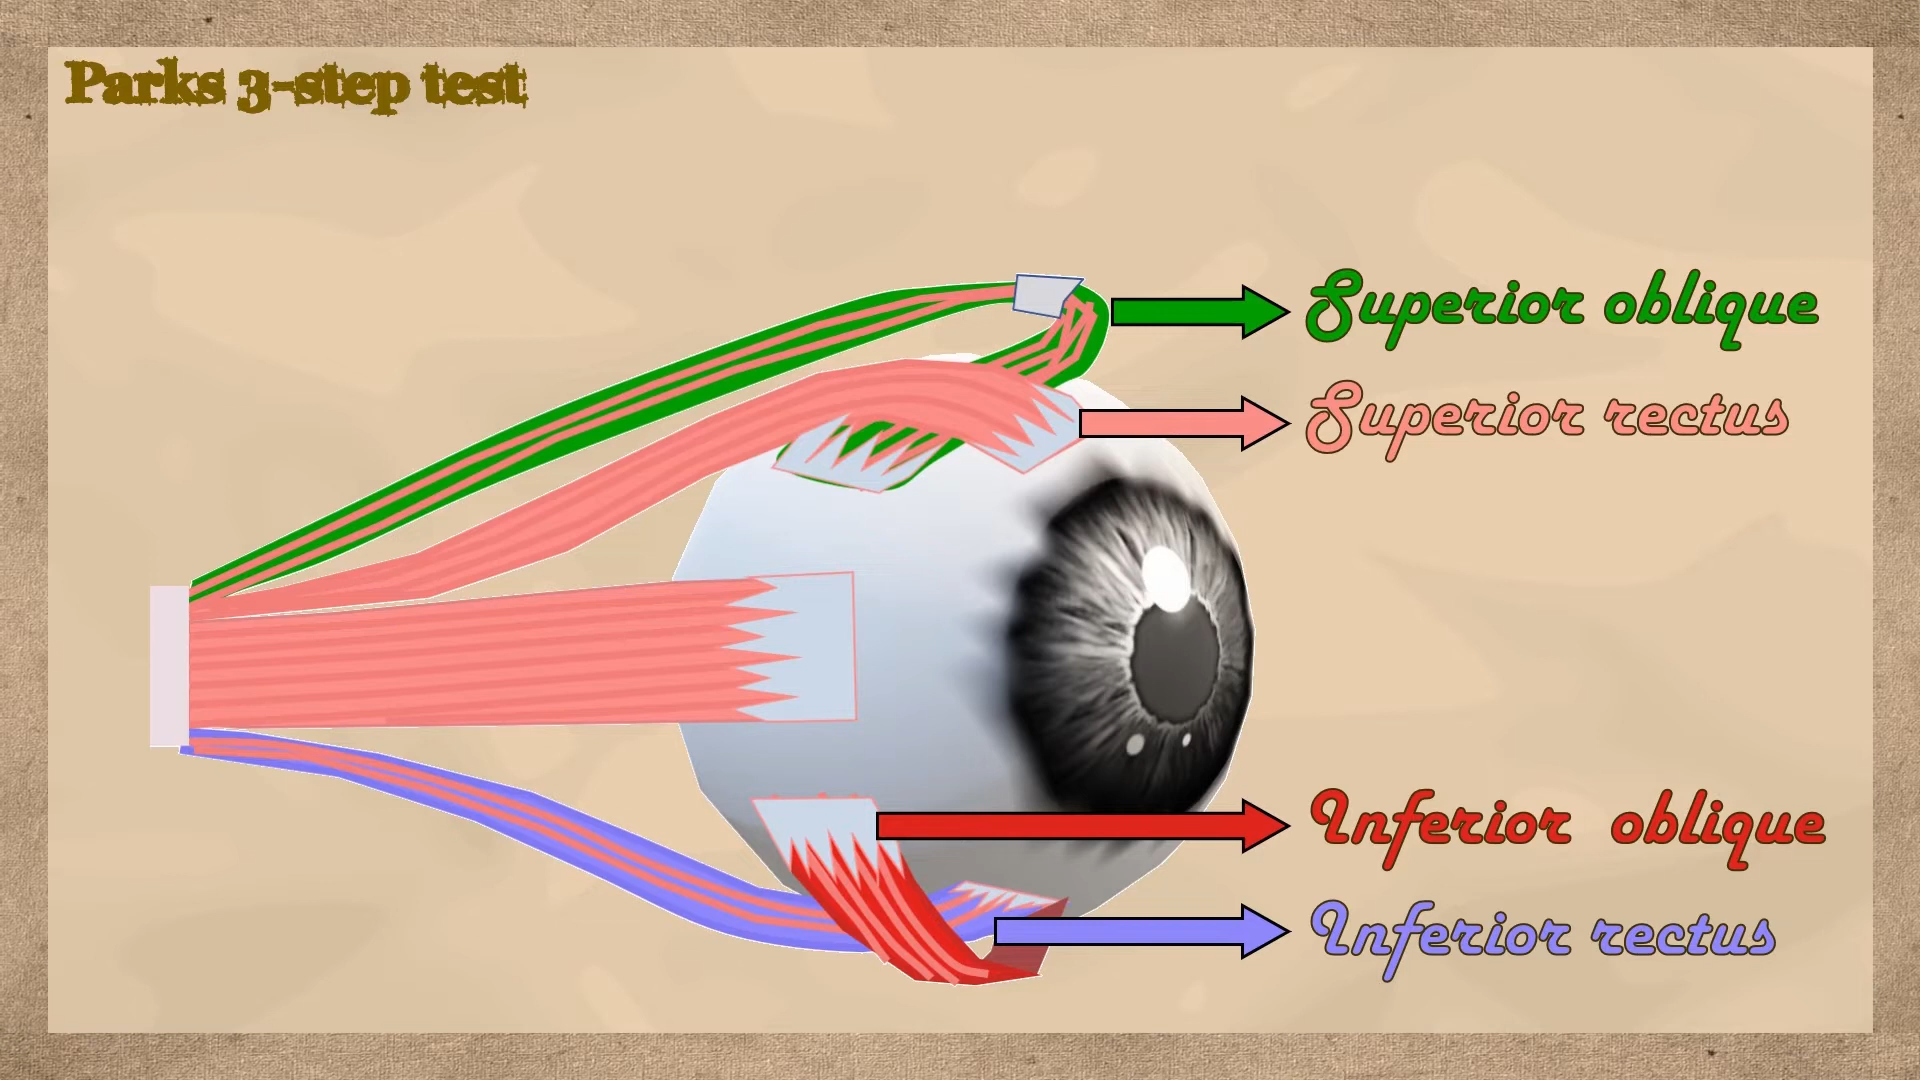 Parks 3-step test
Superior oblique
Superior rectus
Inferior oblique
Inferior rectus